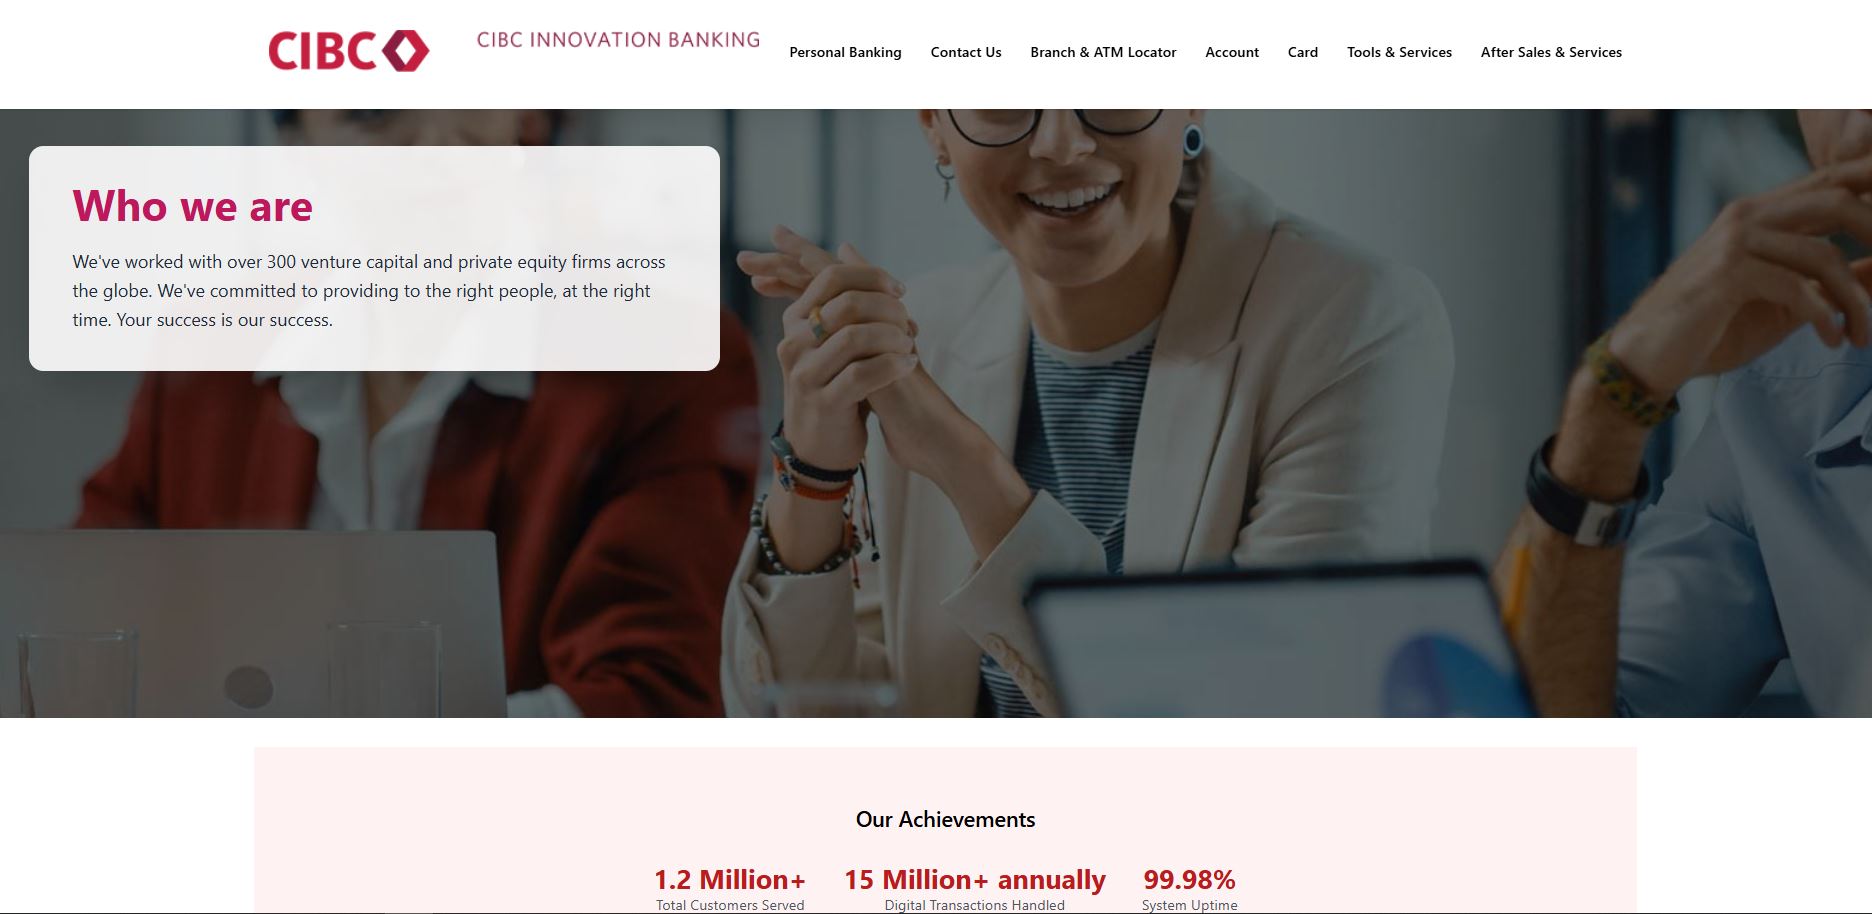 CIBC
CIBC INNOVATION BANKING
Personal Banking
Contact Us
Branch & ATM Locator
Account
Card
Tools & Services
After Sales & Services
Who we are
We've worked with over 300 venture capital and private equity firms across
the globe. We've committed to providing to the right people, at the right
time. Your success is our success.
Our Achievements
1.2 Million+
Total Customers Served
15 Million+ annually
Digital Transactions Handled
99.98%
System Uptime